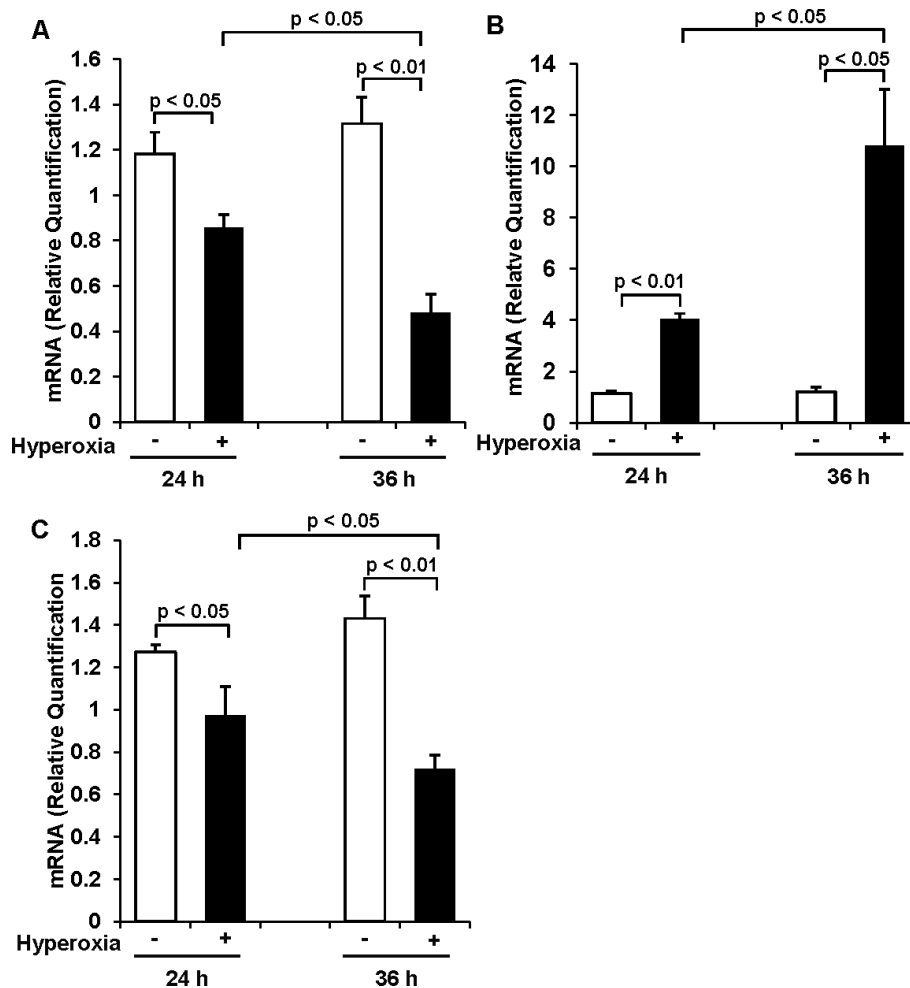 A
p < 0.05
p < 0.05
p < 0.01
mRNA (Relative Quantification)
1.6
1.4
1.2
1
0.8
0.6
0.4
0.2
0
Hyperoxia - + - +
24 h 36 h
B
p < 0.05
p < 0.05
p < 0.01
mRNA (Relatve Quantification)
14
12
10
8
6
4
2
0
- + - +
24 h 36 h
C
p < 0.05
p < 0.01
p < 0.05
mRNA (Relative Quantification
1.8
1.6
1.4
1.2
1
0.8
0.6
0.4
0.2
0
Hyperoxia - + - +
24 h 36 h